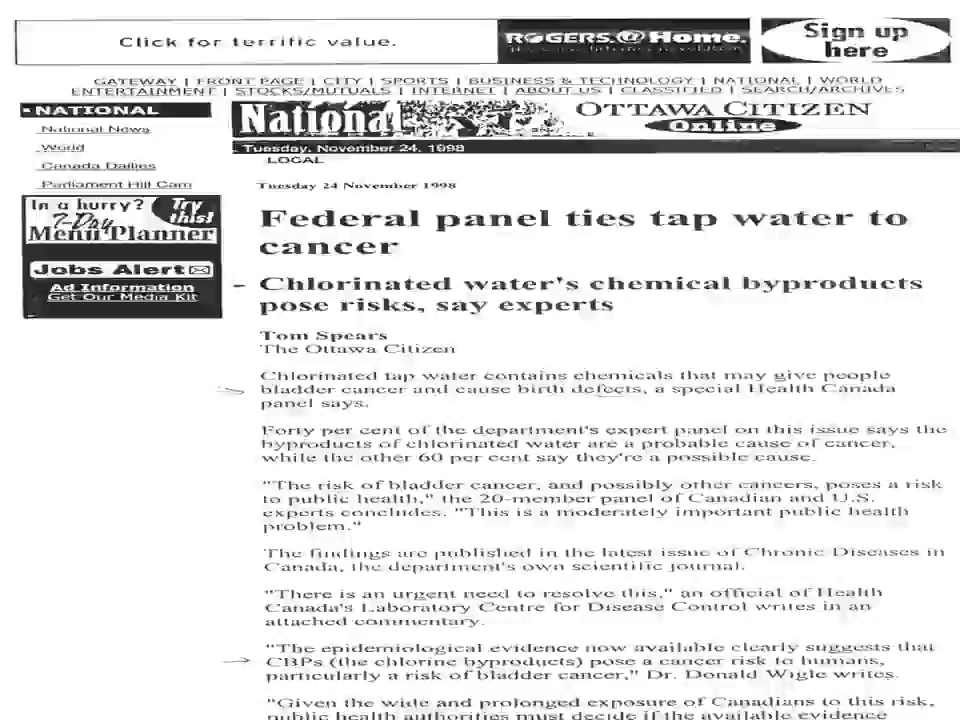 Click for terrific value.
ROGERS.@Home.
Sign up
here
GATEWAY | FRONT PAGE | CITY | SPORTS | BUSINESS & TECHNOLOGY | NATIONAL | WORLD
ENTERTAINMENT | STOCKS/MUTUALS | INTERNET | ABOUT US | CLASSIFIED | SEARCH/ARCHIVES
NATIONAL
National News
World
Canada Dailies
Parliament Hill Cam
In a hurry?
7-Day
Menu Planner
Try
this!
Jobs Alert
Ad Information
Get Our Media Kit
National
OTTAWA CITIZEN
Online
Tuesday, November 24, 1998
LOCAL
Tuesday 24 November 1998
Federal panel ties tap water to
cancer
- Chlorinated water's chemical byproducts
pose risks, say experts
Tom Spears
The Ottawa Citizen
Chlorinated tap water contains chemicals that may give people
bladder cancer and cause birth defects, a special Health Canada
panel says.
Forty per cent of the department's expert panel on this issue says the
byproducts of chlorinated water are a probable cause of cancer,
while the other 60 per cent say they're a possible cause.
"The risk of bladder cancer, and possibly other cancers, poses a risk
to public health," the 20-member panel of Canadian and U.S.
experts concludes. "This is a moderately important public health
problem."
The findings are published in the latest issue of Chronic Diseases in
Canada, the department's own scientific journal.
"There is an urgent need to resolve this," an official of Health
Canada's Laboratory Centre for Disease Control writes in an
attached commentary.
"The epidemiological evidence now available clearly suggests that
CBPs (the chlorine byproducts) pose a cancer risk to humans,
particularly a risk of bladder cancer," Dr. Donald Wigle writes.
"Given the wide and prolonged exposure of Canadians to this risk,
public health authorities must decide if the available evidence